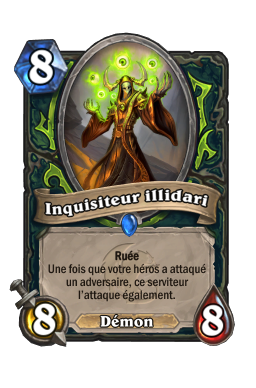 8
Inquisiteur illidari
Ruée
Une fois que votre héros a attaqué
un adversaire, ce serviteur
l'attaque également.
8
Démon
8